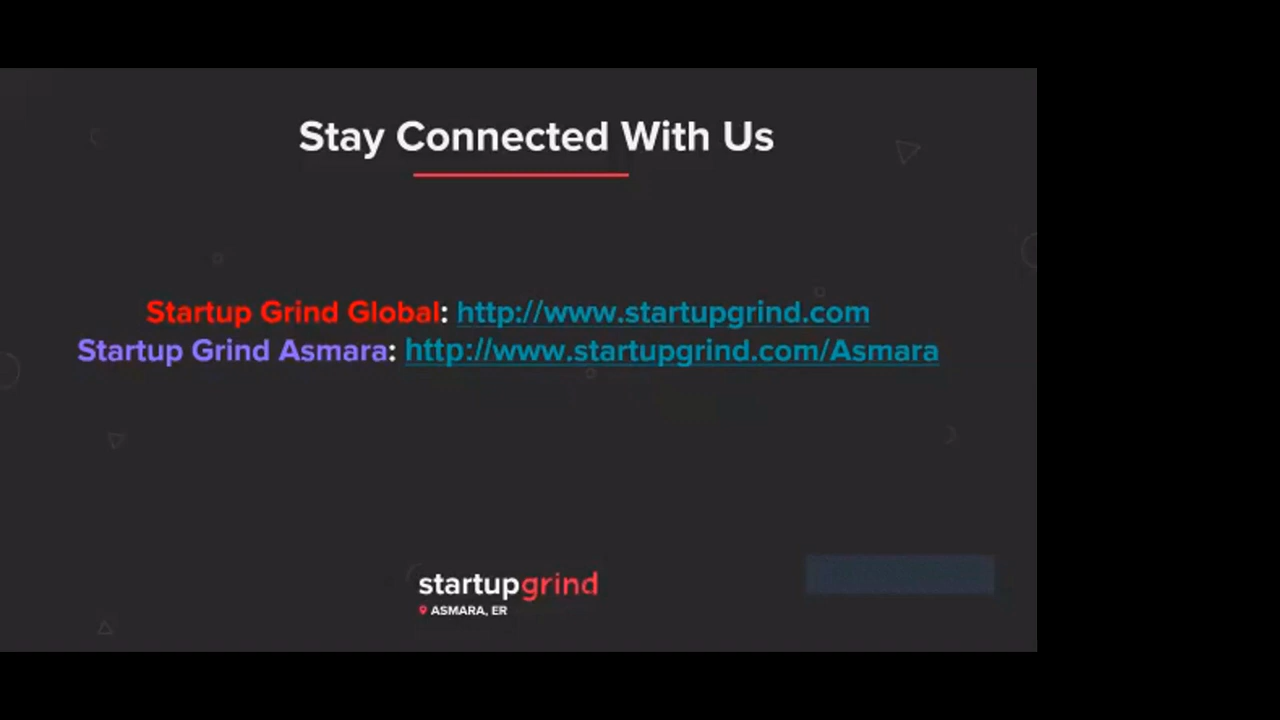 Stay Connected With Us
Startup Grind Global: http://www.startupgrind.com
Startup Grind Asmara: http://www.startupgrind.com/Asmara
startupgrind
ASMARA, ER